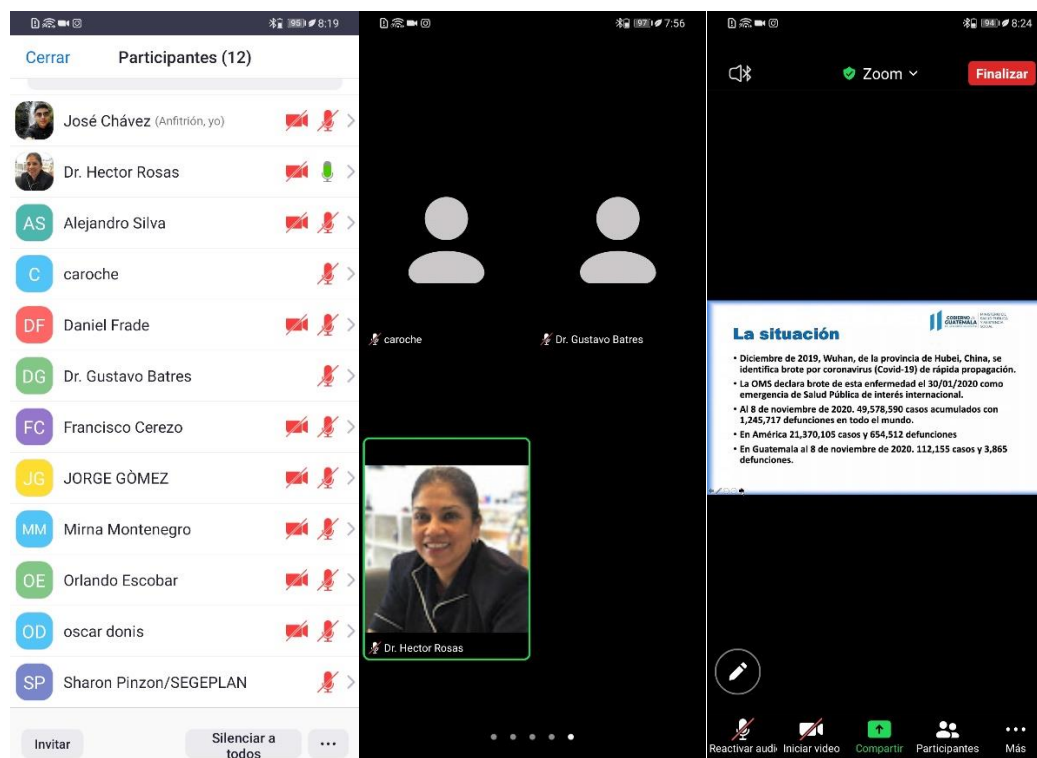 95 8:19
Cerrar Participantes (12)
José Chávez (Anfitrión, yo)
Dr. Hector Rosas
AS Alejandro Silva
C caroche
DF Daniel Frade
DG Dr. Gustavo Batres
FC Francisco Cerezo
JG JORGE GÒMEZ
MM Mirna Montenegro
OE Orlando Escobar
OD oscar donis
SP Sharon Pinzon/SEGEPLAN
Invitar
Silenciar a
todos
97 7:56
caroche
Dr. Gustavo Batres
Dr. Hector Rosas
94 8:24
Zoom
Finalizar
GUATEMALA
La situación
• Diciembre de 2019, Wuhan, de la provincia de Hubei, China, se
identifica brote por coronavirus (Covid-19) de rápida propagación.
• La OMS declara brote de esta enfermedad el 30/01/2020 como
emergencia de Salud Pública de interés internacional.
• Al 8 de noviembre de 2020. 49,578,590 casos acumulados con
1,245,717 defunciones en todo el mundo.
• En América 21,370,105 casos y 654,512 defunciones
• En Guatemala al 8 de noviembre de 2020. 112,155 casos y 3,865
defunciones.
Reactivar audi Iniciar video Compartir Participantes Más